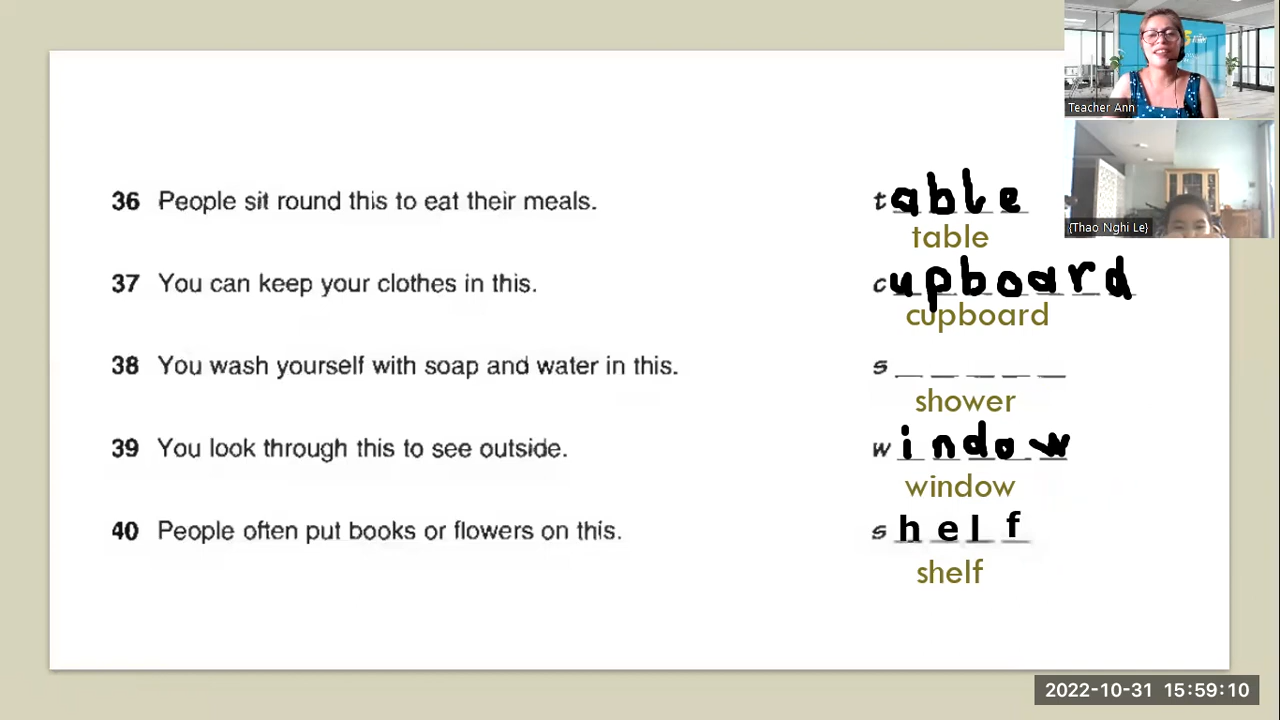 36 People sit round this to eat their meals. table
table
37 You can keep your clothes in this. cupboard
cupboard
38 You wash yourself with soap and water in this. s _ _ _ _ _
shower
39 You look through this to see outside. window
window
40 People often put books or flowers on this. shelf
shelf
Teacher Ann
{Thao Nghi Le}
2022-10-31 15:59:10